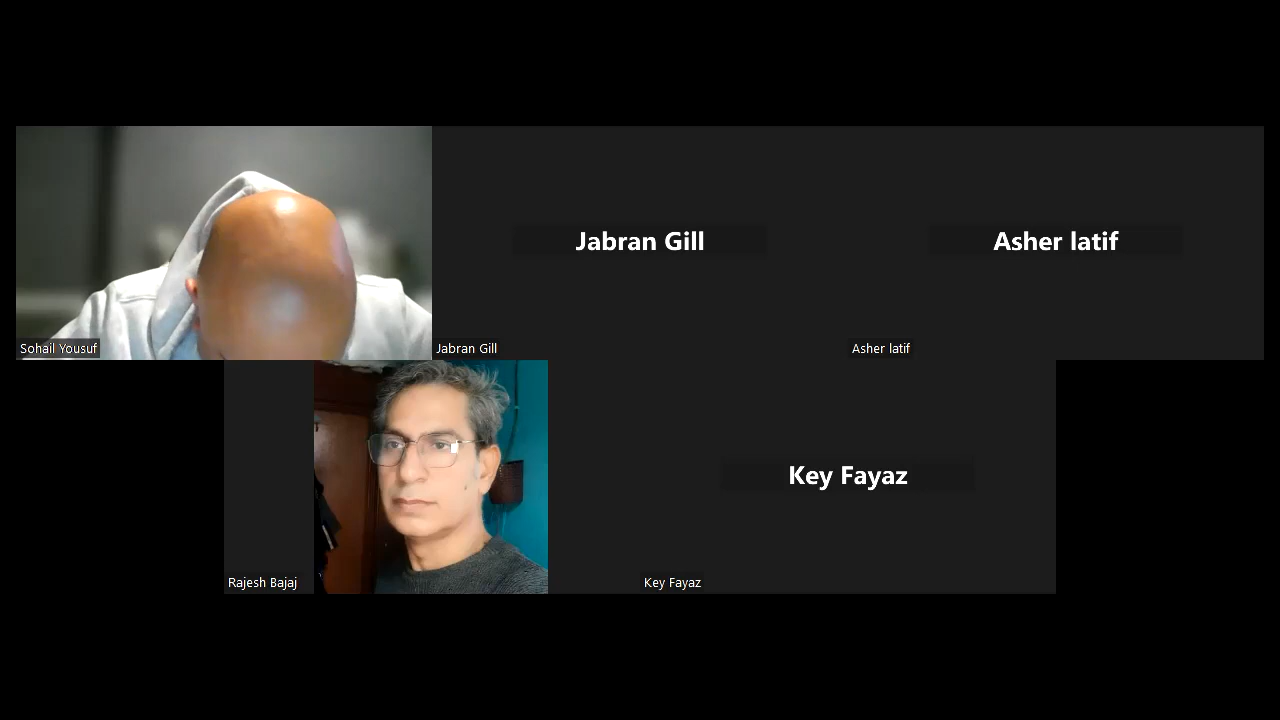 Jabran Gill
Asher latif
Sohail Yousuf
Jabran Gill
Asher latif
Key Fayaz
Rajesh Bajaj
Key Fayaz